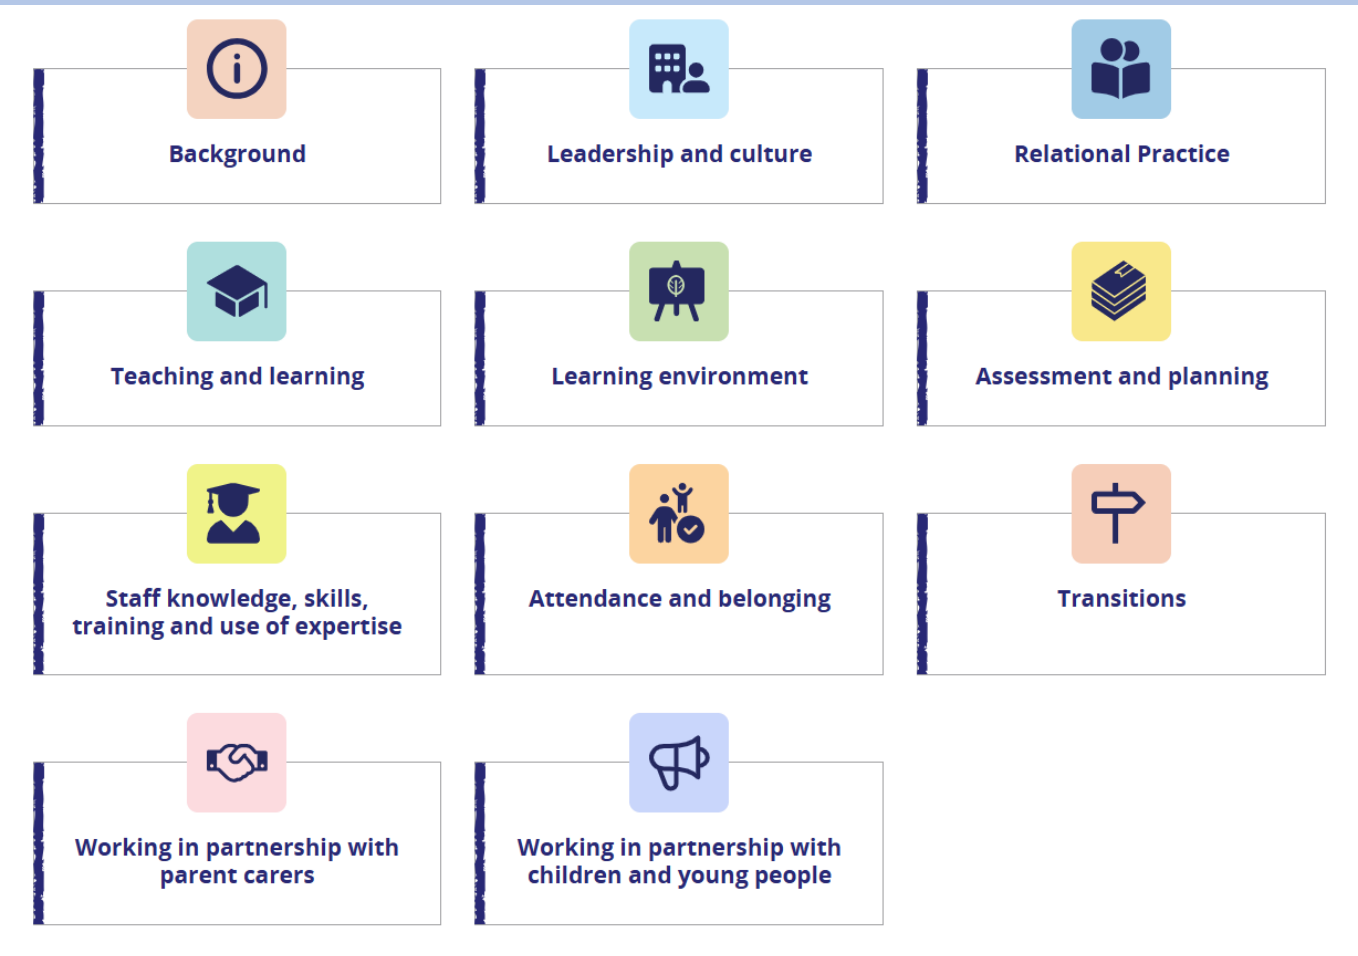 Background
Leadership and culture
Relational Practice
Teaching and learning
Learning environment
Assessment and planning
Staff knowledge, skills,
training and use of expertise
Attendance and belonging
Transitions
Working in partnership with
parent carers
Working in partnership with
children and young people